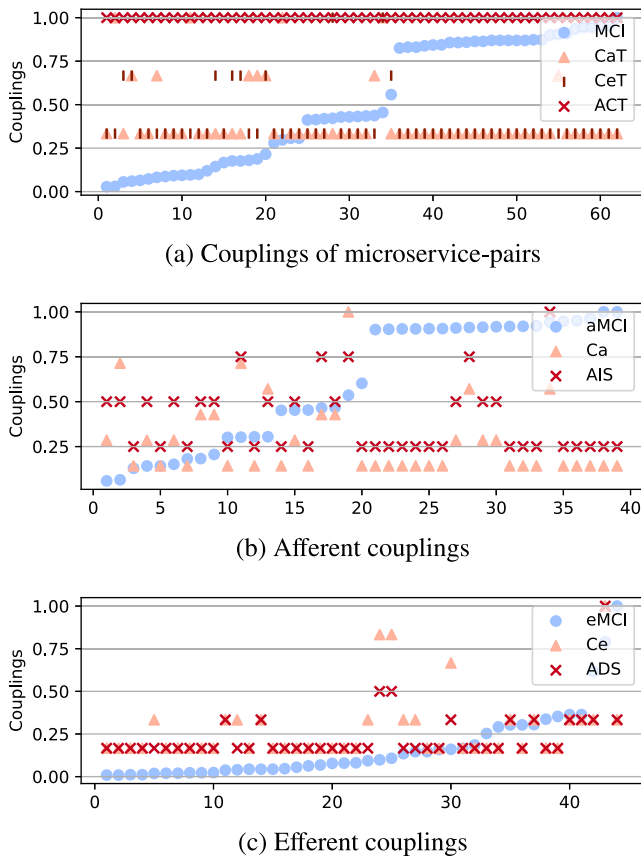 1.00
0.75
0.50
0.25
0.00
Couplings
MCI
CaT
CeT
ACT
0 10 20 30 40 50 60
(a) Couplings of microservice-pairs
1.00
0.75
0.50
0.25
Couplings
aMCI
Ca
AIS
0 5 10 15 20 25 30 35 40
(b) Afferent couplings
1.00
0.75
0.50
0.25
0.00
Couplings
eMCI
Ce
ADS
0 10 20 30 40
(c) Efferent couplings